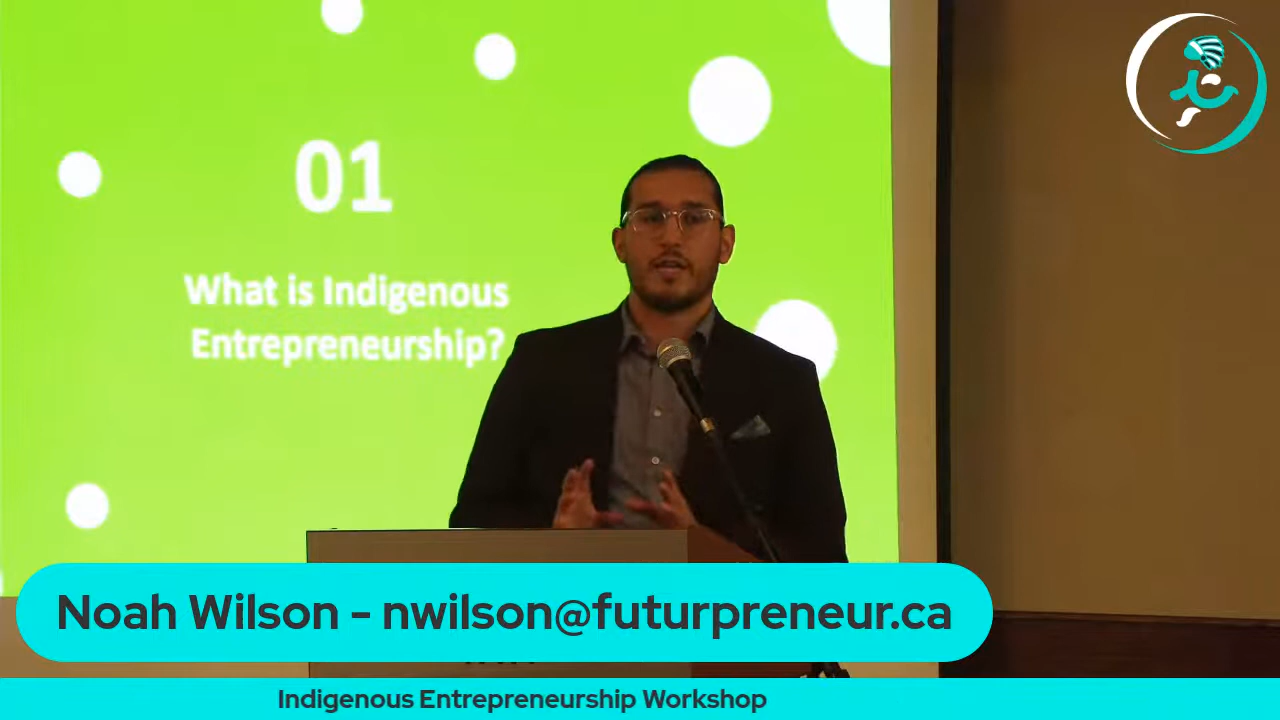 01
What is Indigenous
Entrepreneurship?
Noah Wilson - nwilson@futurpreneur.ca
Indigenous Entrepreneurship Workshop